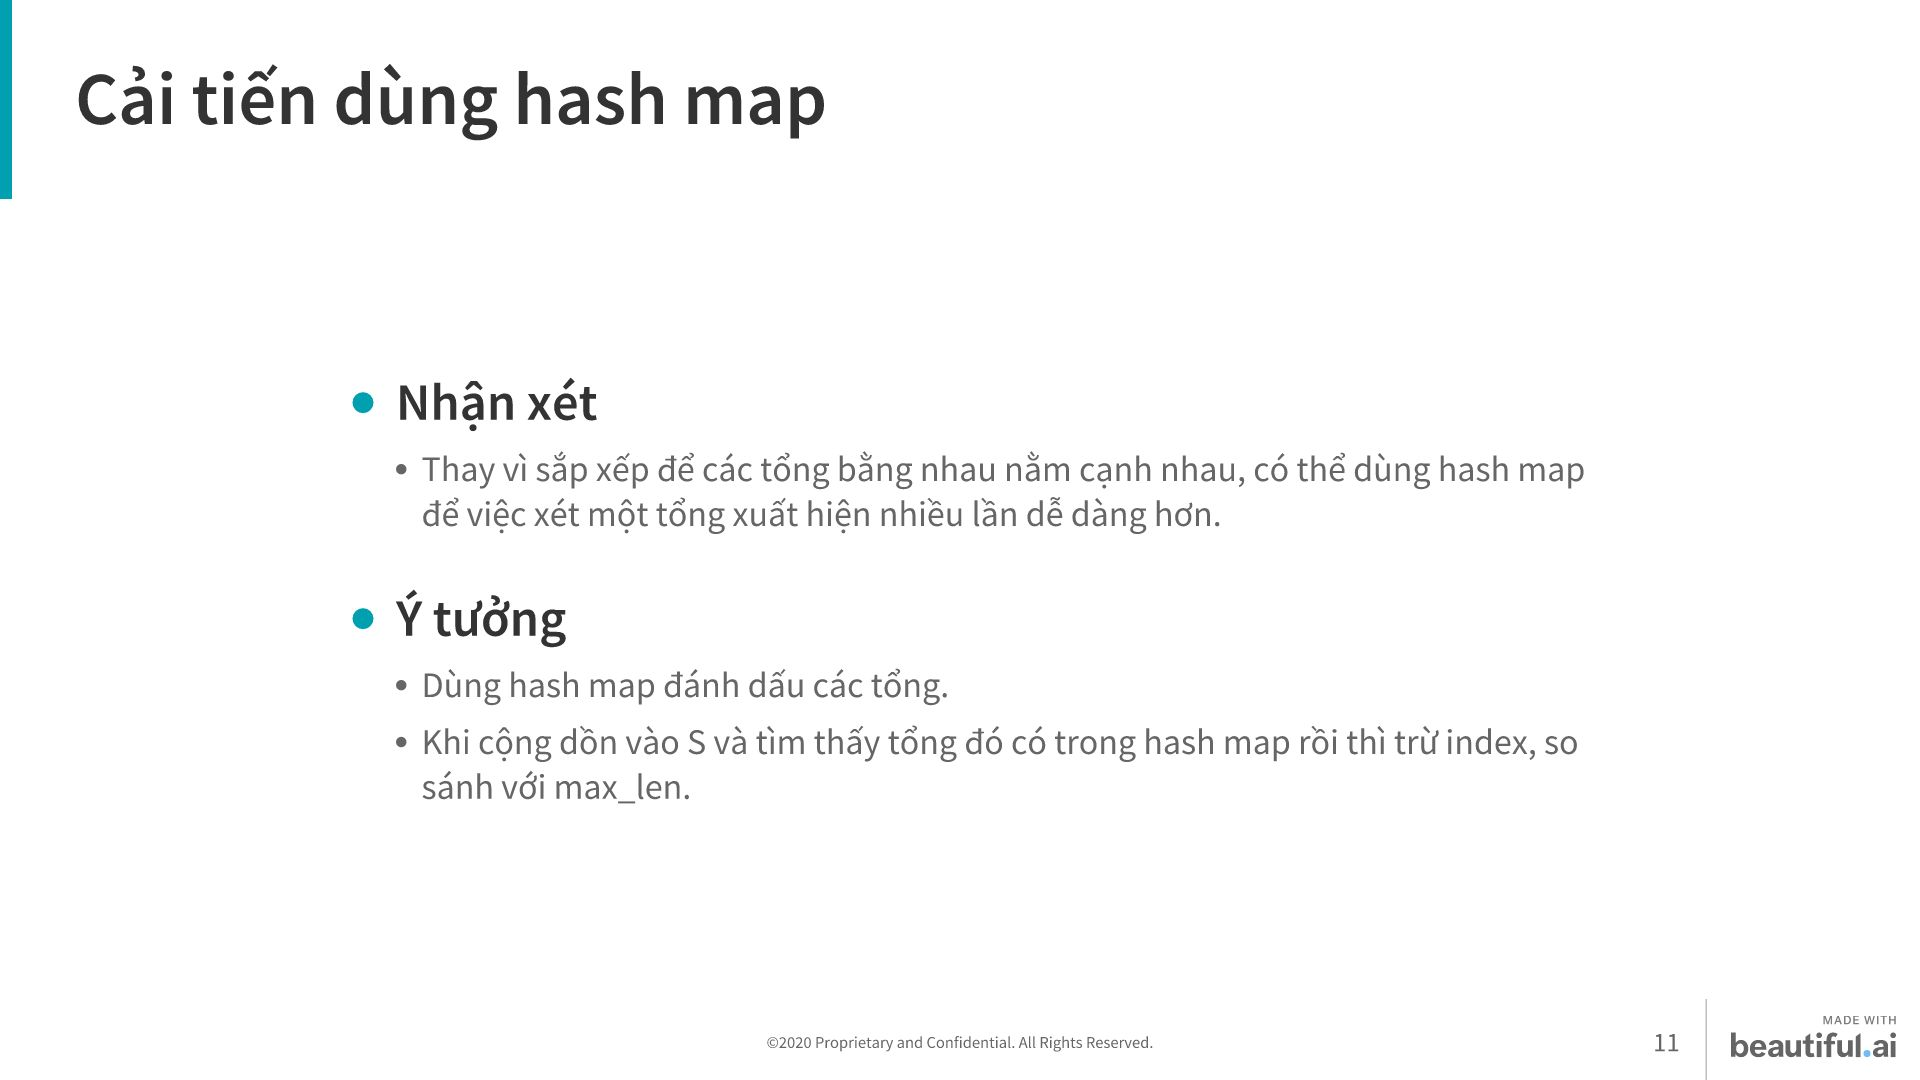 Cải tiến dùng hash map
Nhận xét
Thay vì sắp xếp để các tổng bằng nhau nằm cạnh nhau, có thể dùng hash map
để việc xét một tổng xuất hiện nhiều lần dễ dàng hơn.
Ý tưởng
Dùng hash map đánh dấu các tổng.
Khi cộng dồn vào S và tìm thấy tổng đó có trong hash map rồi thì trừ index, so
sánh với max_len.
©2020 Proprietary and Confidential. All Rights Reserved.
11
MADE WITH
beautiful.ai